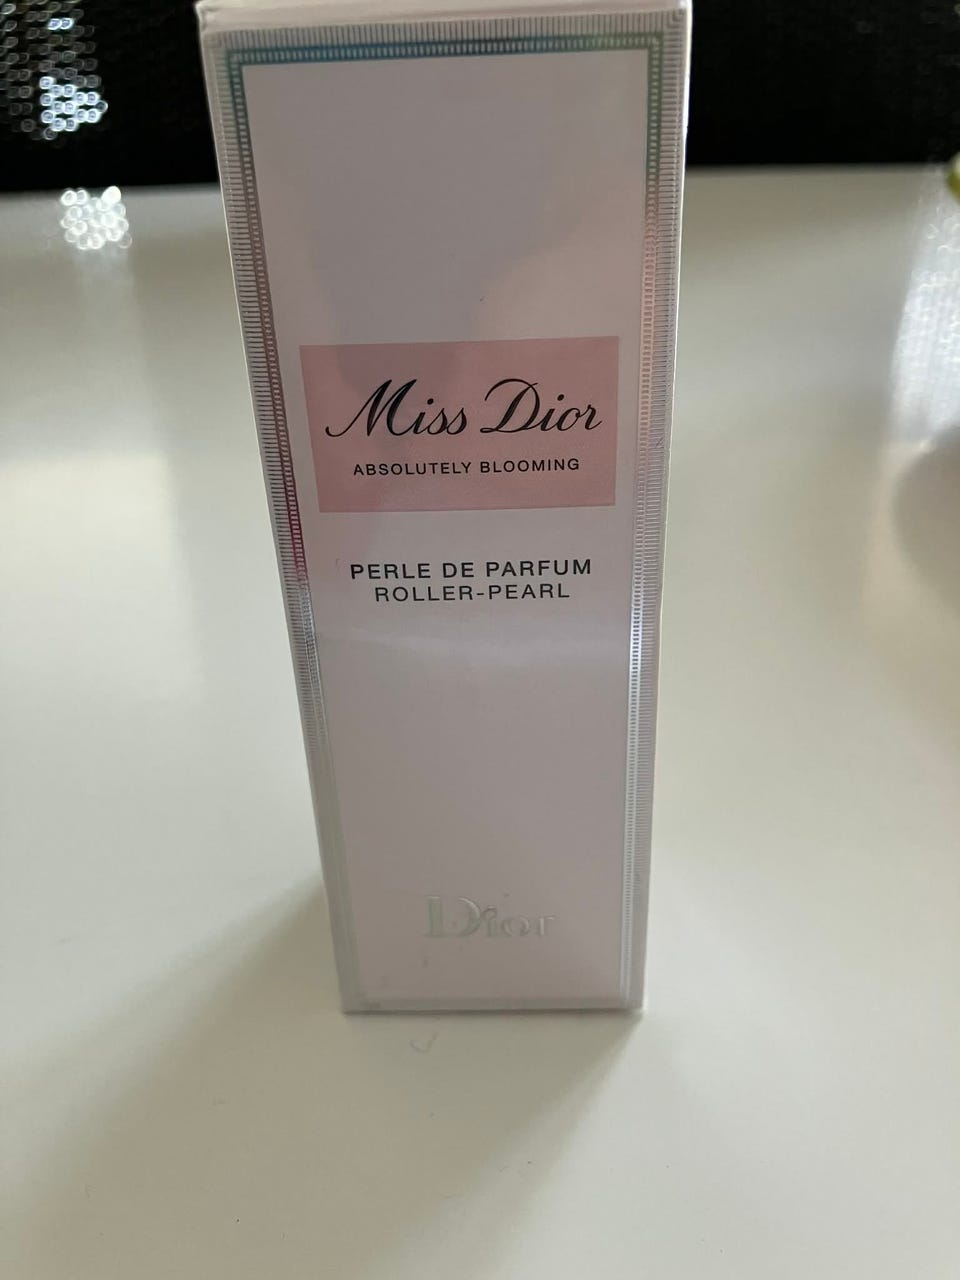 Miss Dior
ABSOLUTELY BLOOMING
PERLE DE PARFUM
ROLLER-PEARL
Dior